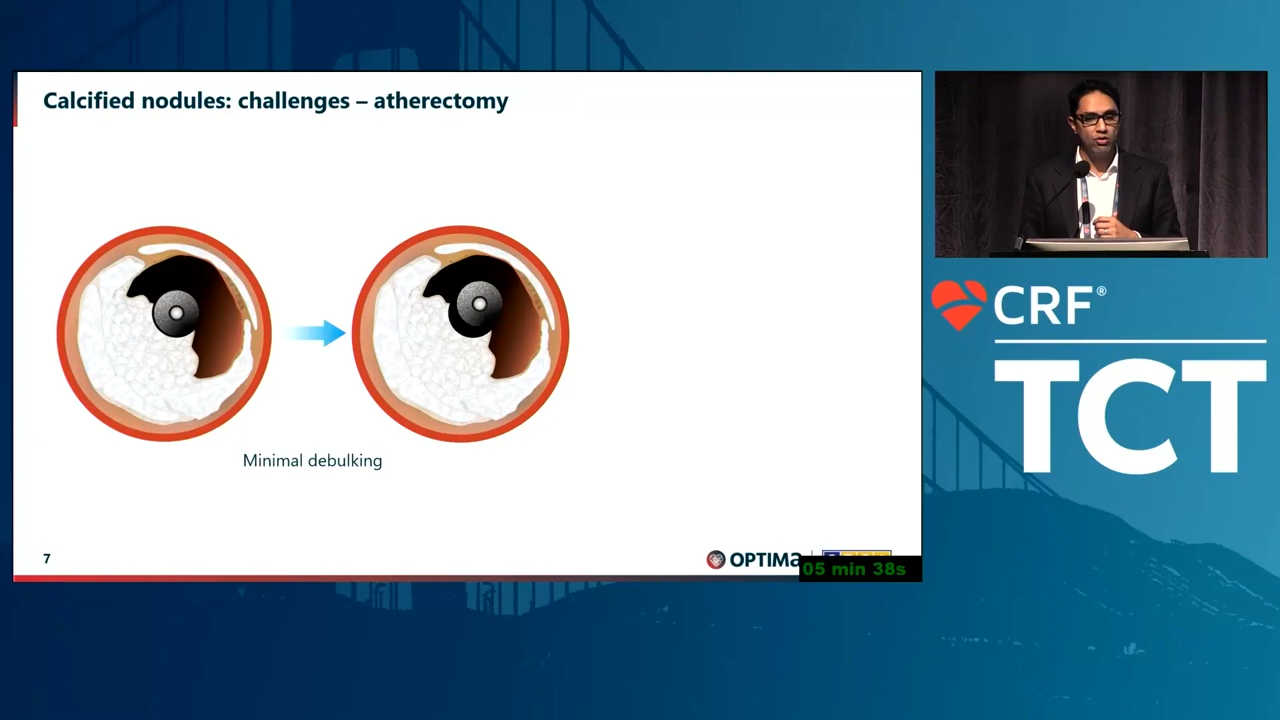 Calcified nodules: challenges – atherectomy
Minimal debulking
7
OPTIMA
05 min 38s
CRF®
TCT